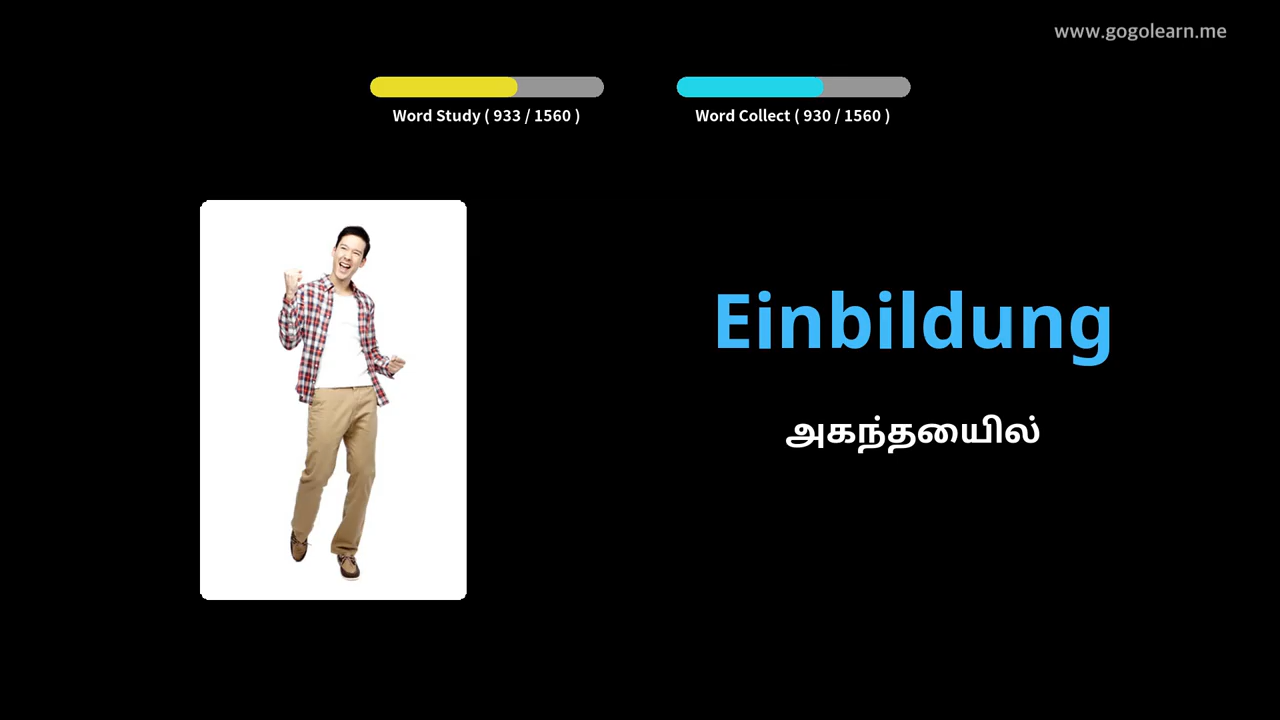 www.gogolearn.me
Word Study ( 933 / 1560 )
Word Collect ( 930 / 1560 )
Einbildung
அகந்தையில்